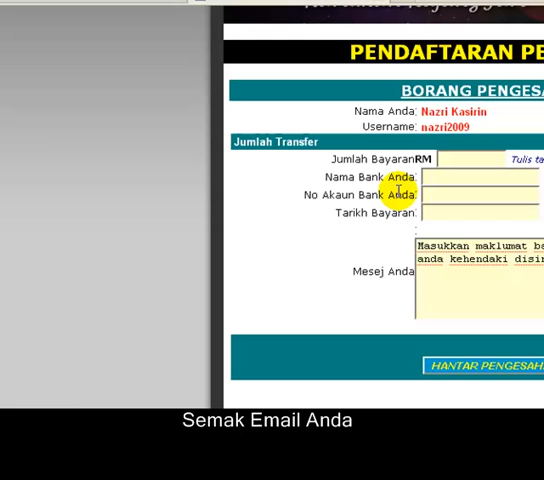 PENDAFTARAN PE
BORANG PENGESA
Nama Anda: Nazri Kasirin
Username: nazri2009
Jumlah Transfer
Jumlah Bayaran RM Tulis ta
Nama Bank Anda:
No Akaun Bank Anda:
Tarikh Bayaran:
:
Masukkan maklumat ba
Mesej Anda anda kehendaki disin
HANTAR PENGESAH
Semak Email Anda